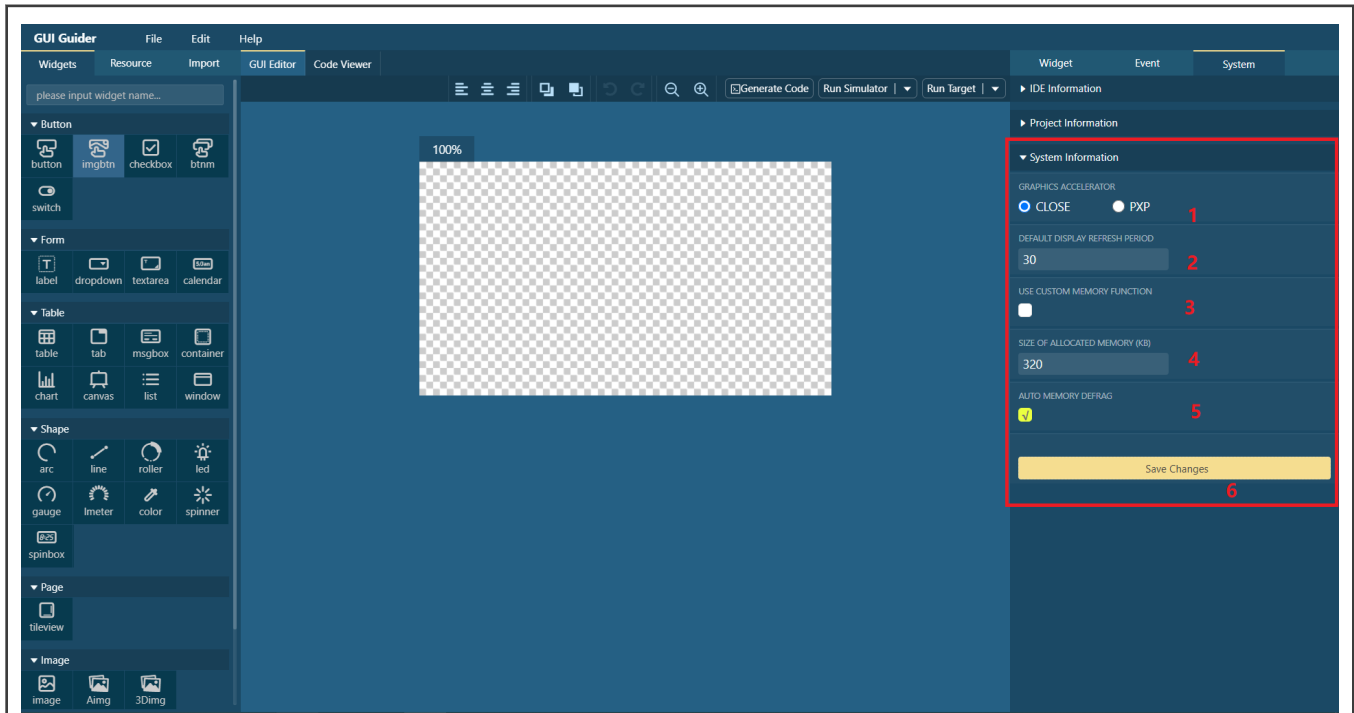 GUI Guider File Edit Help
Widgets Resource Import GUI Editor Code Viewer Widget Event System
please input widget name...
Generate Code Run Simulator | ▼ Run Target | ▼
100%
▼ Button
button imgbtn checkbox btnm
switch
▼ Form
T
label dropdown textarea calendar
▼ Table
table tab msgbox container
chart canvas list window
▼ Shape
arc line roller led
gauge lmeter color spinner
spinbox
▼ Page
tileview
▼ Image
image Aimg 3Dimg
▶ IDE Information
▶ Project Information
▼ System Information
GRAPHICS ACCELERATOR
CLOSE PXP 1
DEFAULT DISPLAY REFRESH PERIOD
30 2
USE CUSTOM MEMORY FUNCTION
3
SIZE OF ALLOCATED MEMORY (KB)
320 4
AUTO MEMORY DEFRAG
√ 5
Save Changes
6